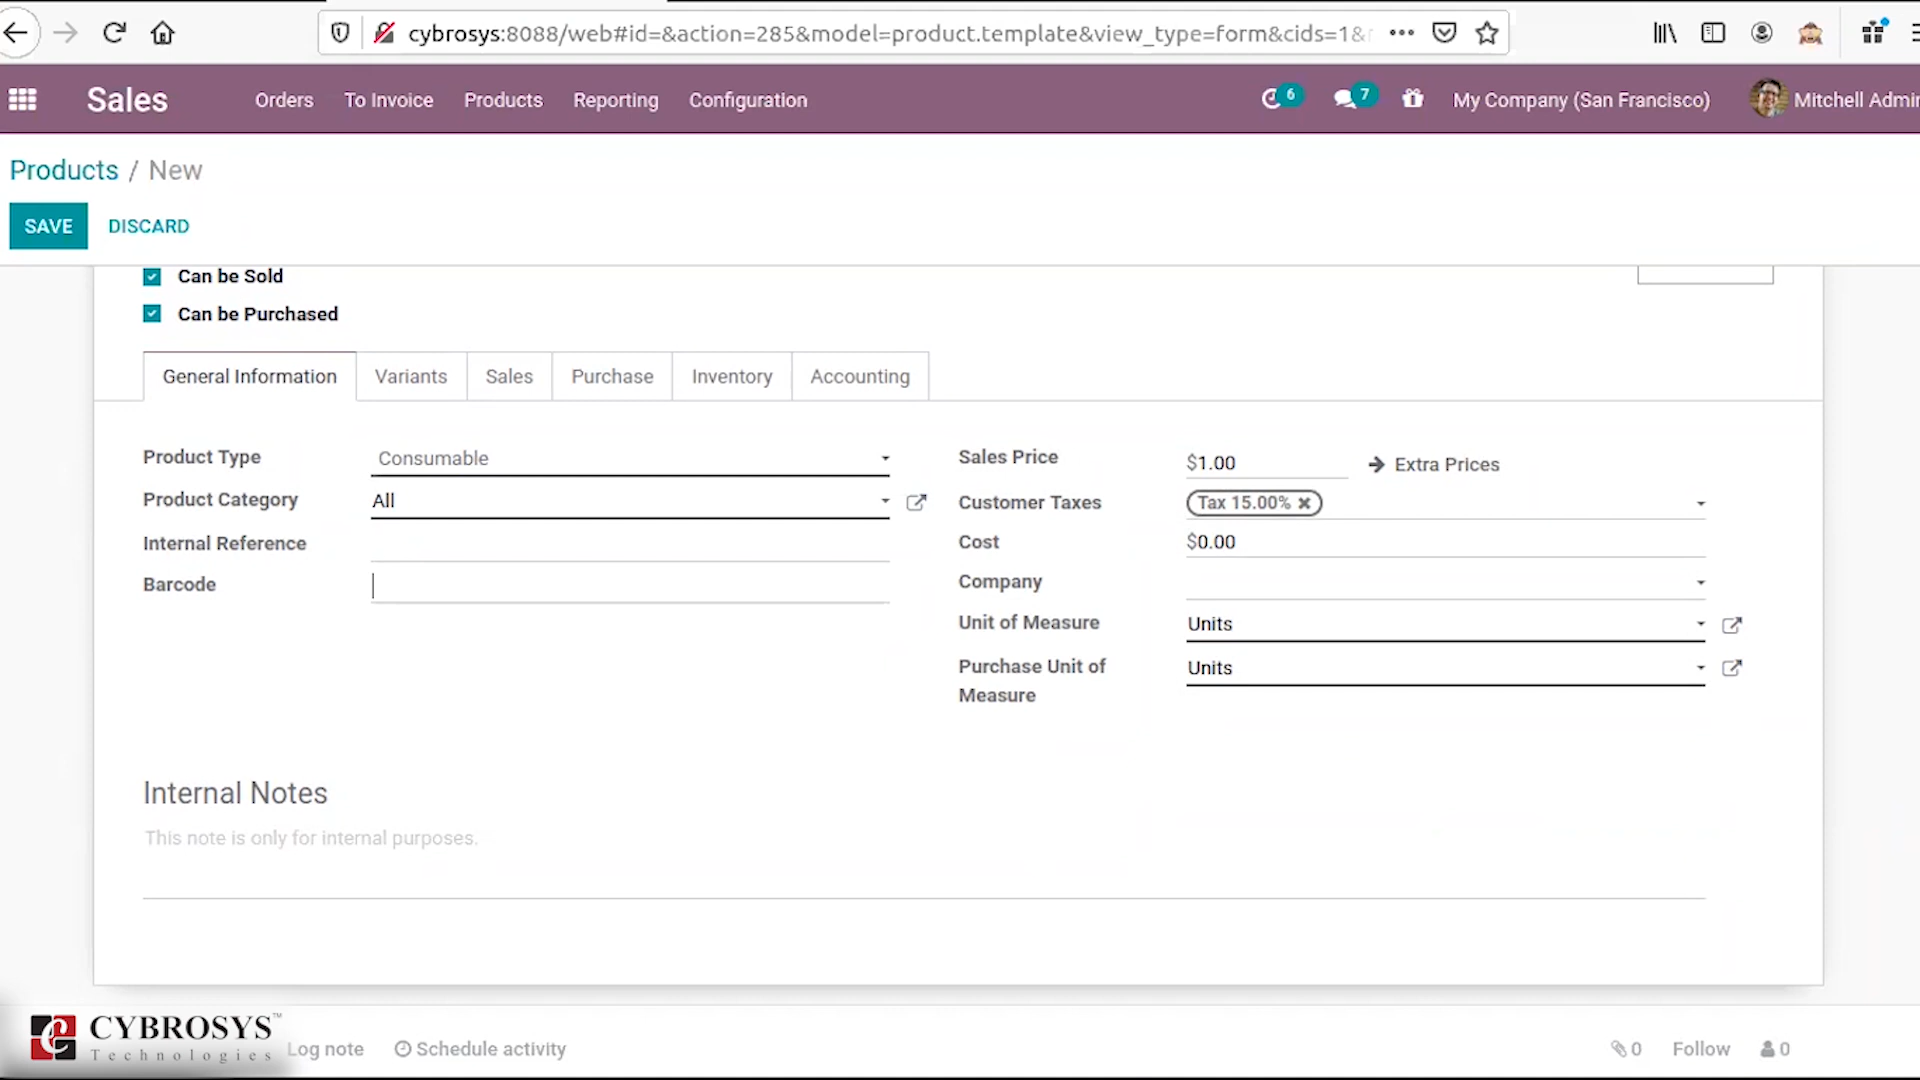 cybrosys:8088/web#id=&action=285&model=product.template&view_type=form&cids=1&
Sales Orders To Invoice Products Reporting Configuration 6 7 My Company (San Francisco) Mitchell Admin
Products / New
SAVE DISCARD
Can be Sold
Can be Purchased
General Information Variants Sales Purchase Inventory Accounting
Product Type Consumable
Product Category All
Internal Reference
Barcode
Sales Price $1.00 Extra Prices
Customer Taxes Tax 15.00%
Cost $0.00
Company
Unit of Measure Units
Purchase Unit of Measure Units
Internal Notes
This note is only for internal purposes.
CYBROSYS™
Technologies
Log note Schedule activity 0 Follow 0